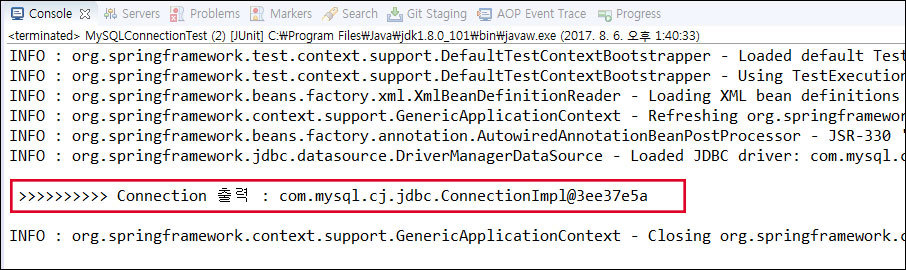 Console Servers Problems Markers Search Git Staging AOP Event Trace Progress
<terminated> MySQLConnectionTest (2) [JUnit] C:₩Program Files₩Java₩jdk1.8.0_101₩bin₩javaw.exe (2017. 8. 6. 오후 1:40:33)
INFO : org.springframework.test.context.support.DefaultTestContextBootstrapper - Loaded default Test
INFO : org.springframework.test.context.support.DefaultTestContextBootstrapper - Using TestExecution
INFO : org.springframework.beans.factory.xml.XmlBeanDefinitionReader - Loading XML bean definitions
INFO : org.springframework.context.support.GenericApplicationContext - Refreshing org.springframewor
INFO : org.springframework.beans.factory.annotation.AutowiredAnnotationBeanPostProcessor - JSR-330 '
INFO : org.springframework.jdbc.datasource.DriverManagerDataSource - Loaded JDBC driver: com.mysql.c
>>>>>>>>>> Connection 출력 : com.mysql.cj.jdbc.ConnectionImpl@3ee37e5a
INFO : org.springframework.context.support.GenericApplicationContext - Closing org.springframework.c